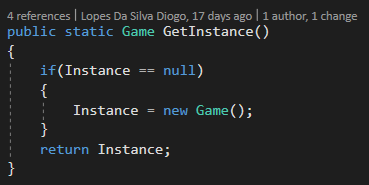 4 references | Lopes Da Silva Diogo, 17 days ago | 1 author, 1 change
public static Game GetInstance()
{
    if(Instance == null)
    {
        Instance = new Game();
    }
    return Instance;
}